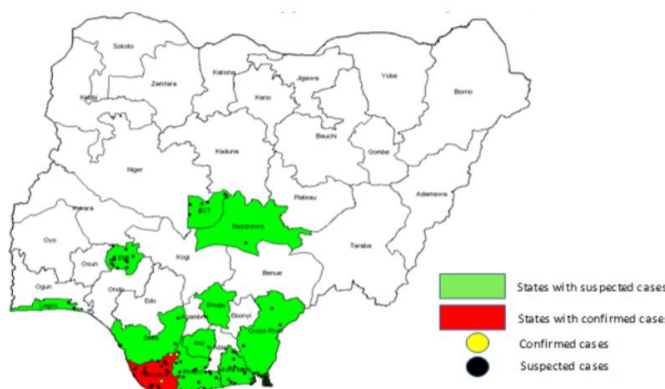 Sokoto
Katsina
Jigawa
Yobe
Borno
Zamfara
Kano
Kebbi
Bauchi
Gombe
Kaduna
Niger
Plateau
Adamawa
FCT
Nasarawa
Kwara
Taraba
Oyo
Osun
Ekiti
Kogi
Benue
Ogun
Ondo
Edo
Enugu
Ebonyi
Lagos
Anambra
Cross River
Delta
Imo
States with suspected cases
States with confirmed cases
Confirmed cases
Suspected cases